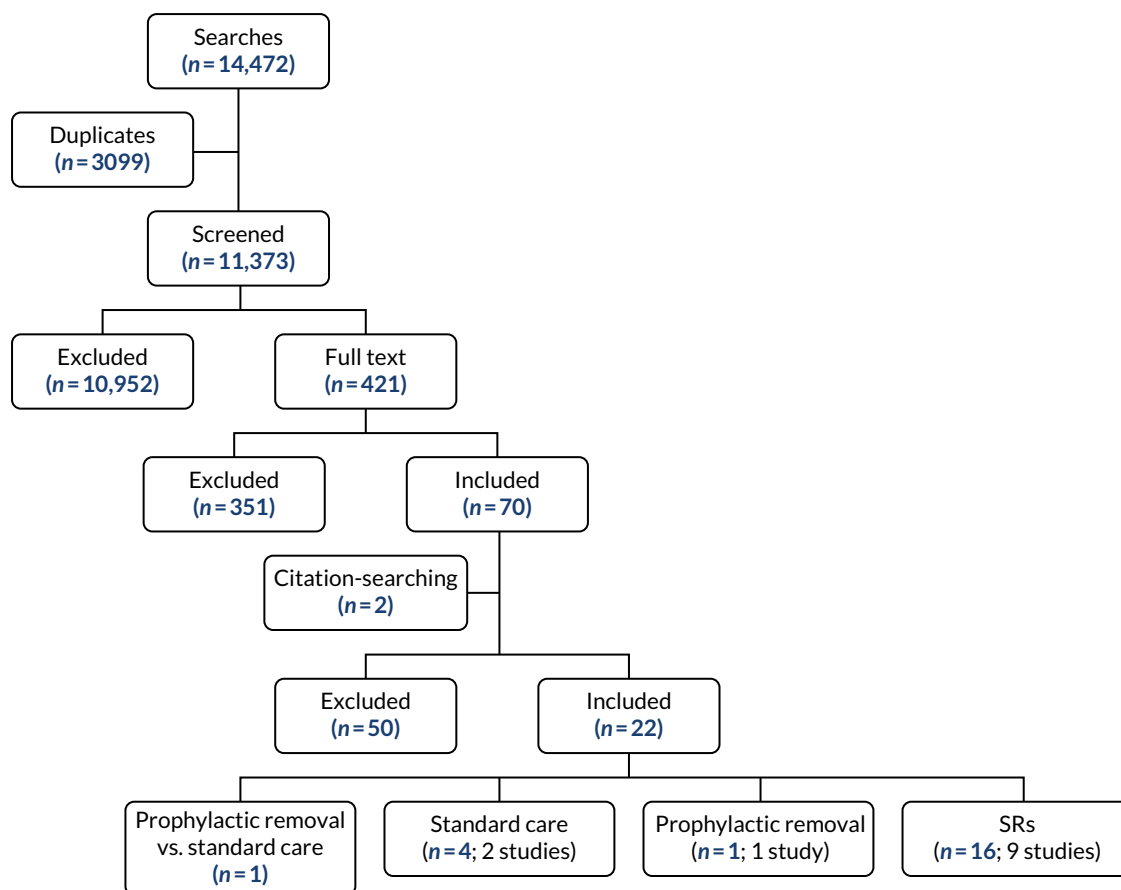 Searches
(n = 14,472)
Duplicates
(n = 3099)
Screened
(n = 11,373)
Excluded
(n = 10,952)
Full text
(n = 421)
Excluded
(n = 351)
Included
(n = 70)
Citation-searching
(n = 2)
Excluded
(n = 50)
Included
(n = 22)
Prophylactic removal
vs. standard care
(n = 1)
Standard care
(n = 4; 2 studies)
Prophylactic removal
(n = 1; 1 study)
SRs
(n = 16; 9 studies)